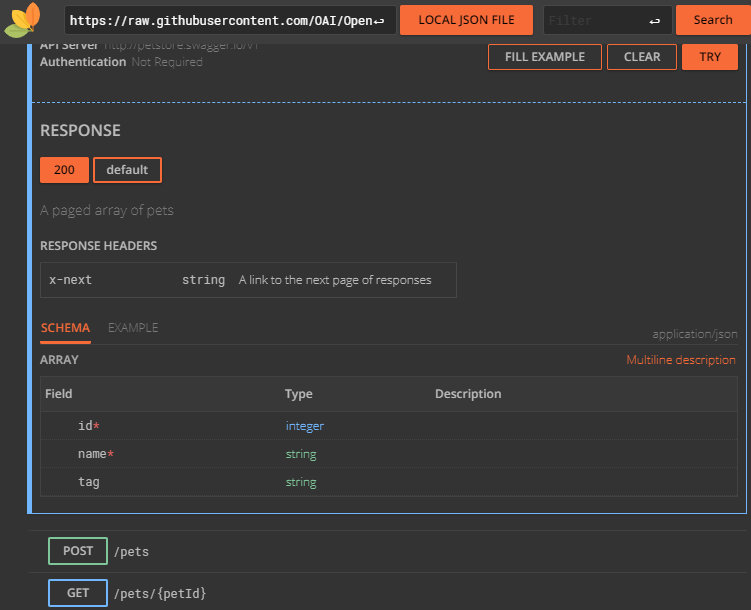 https://raw.githubusercontent.com/OAI/Open
LOCAL JSON FILE
Filter
Search
API Server http://petstore.swagger.io/v1
Authentication Not Required
FILL EXAMPLE
CLEAR
TRY
RESPONSE
200
default
A paged array of pets
RESPONSE HEADERS
x-next string A link to the next page of responses
SCHEMA EXAMPLE
application/json
ARRAY
Multiline description
Field Type Description
id* integer
name* string
tag string
POST /pets
GET /pets/{petId}